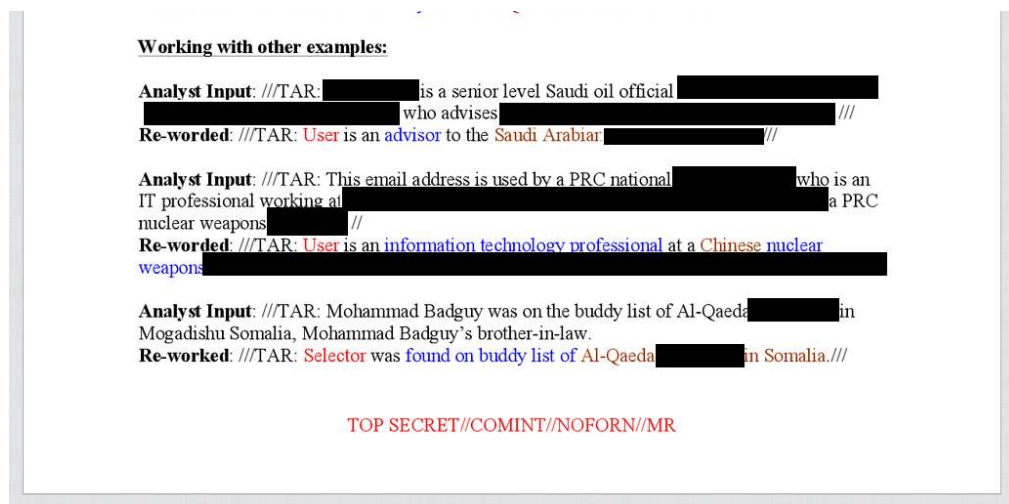 Working with other examples:
Analyst Input: ///TAR: is a senior level Saudi oil official
who advises ///
Re-worded: ///TAR: User is an advisor to the Saudi Arabian ///
Analyst Input: ///TAR: This email address is used by a PRC national who is an
IT professional working at a PRC
nuclear weapons //
Re-worded: ///TAR: User is an information technology professional at a Chinese nuclear
weapons
Analyst Input: ///TAR: Mohammad Badguy was on the buddy list of Al-Qaeda in
Mogadishu Somalia, Mohammad Badguy’s brother-in-law.
Re-worked: ///TAR: Selector was found on buddy list of Al-Qaeda in Somalia.///
TOP SECRET//COMINT//NOFORN//MR